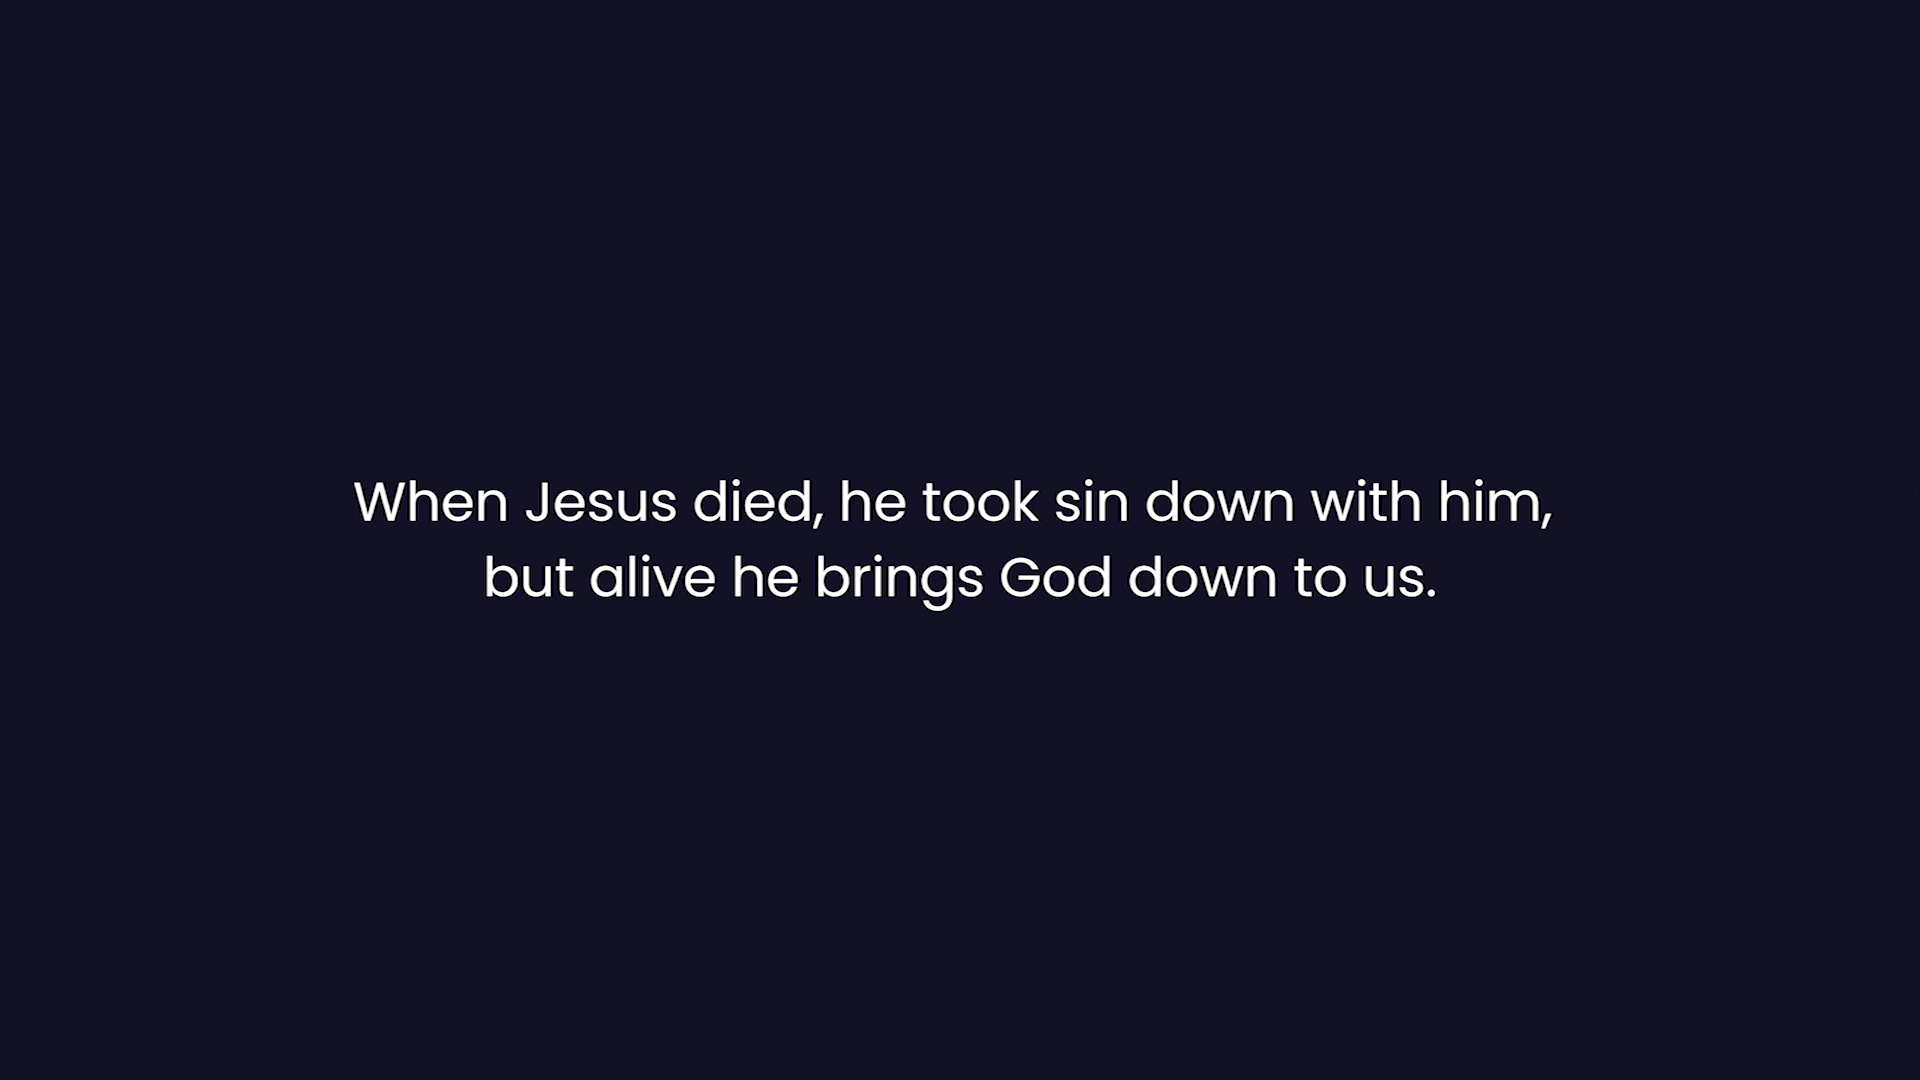 When Jesus died, he took sin down with him,
but alive he brings God down to us.